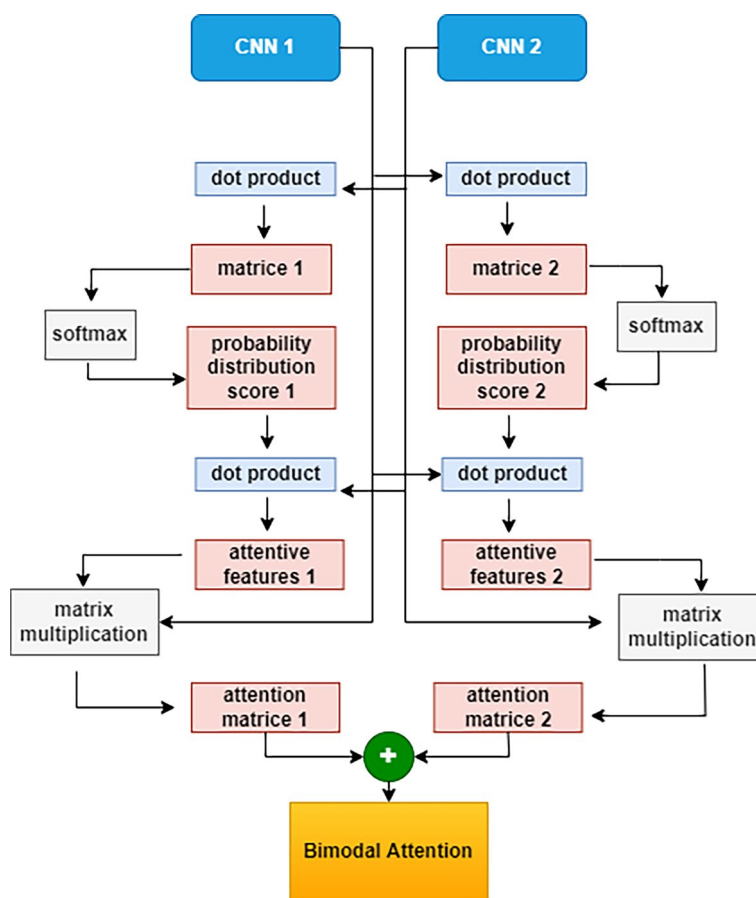 CNN 1
CNN 2
dot product
dot product
matrice 1
matrice 2
softmax
softmax
probability
distribution
score 1
probability
distribution
score 2
dot product
dot product
attentive
features 1
attentive
features 2
matrix
multiplication
matrix
multiplication
attention
matrice 1
attention
matrice 2
+
Bimodal Attention